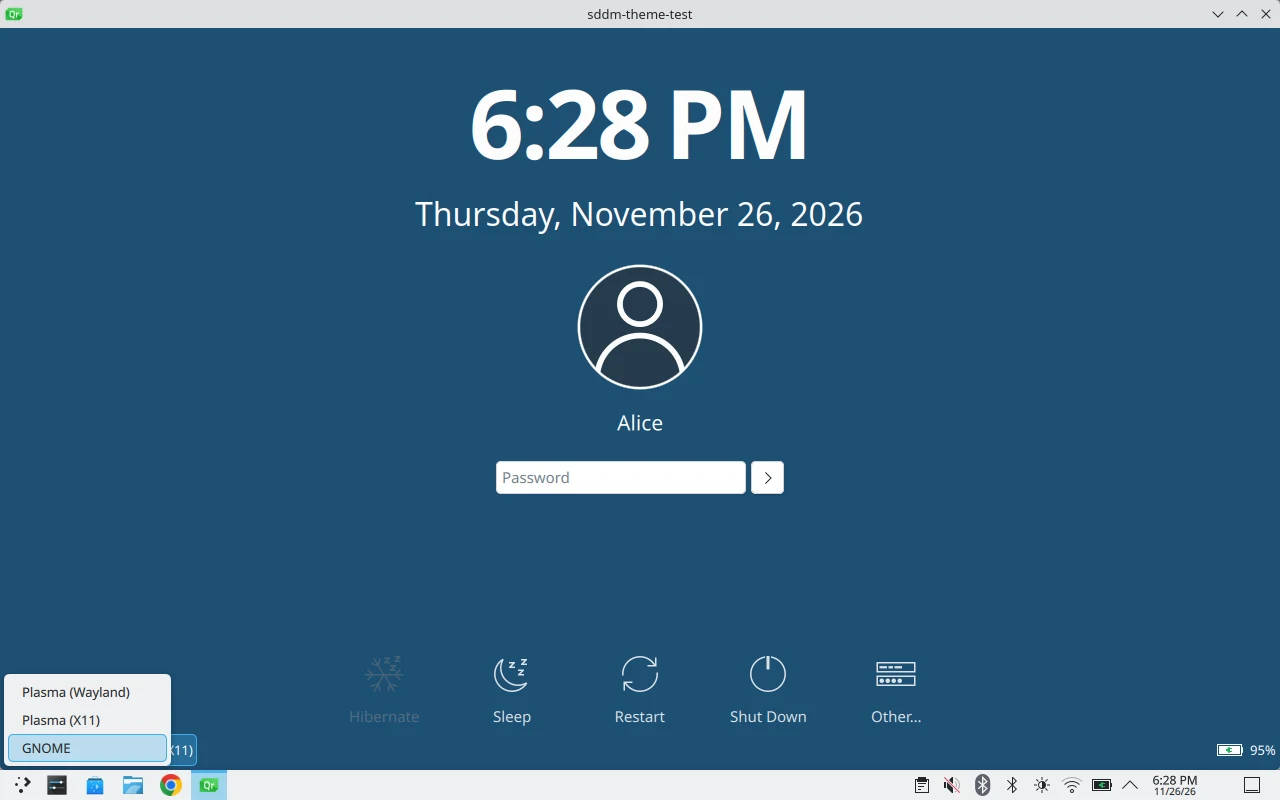 sddm-theme-test
6:28 PM
Thursday, November 26, 2026
Alice
Password
Hibernate
Sleep
Restart
Shut Down
Other...
Plasma (Wayland)
Plasma (X11)
GNOME
X11)
95%
6:28 PM
11/26/26